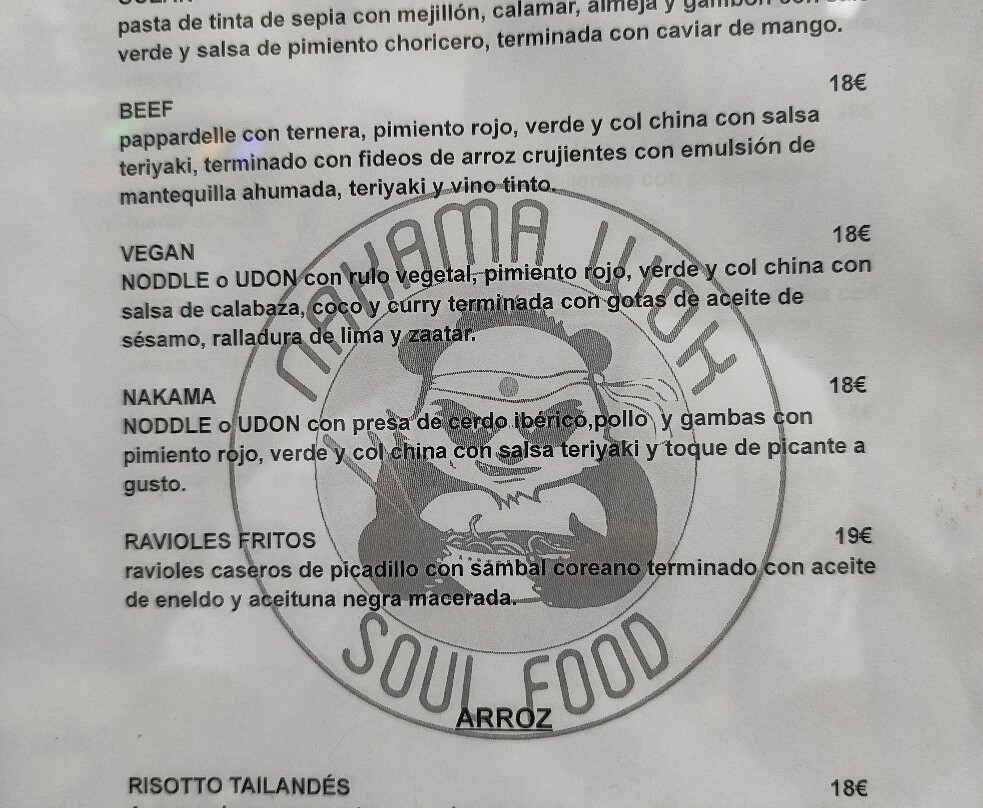 pasta de tinta de sepia con mejillón, calamar, almeja y gambón con
verde y salsa de pimiento choricero, terminada con caviar de mango.
BEEF 18€
pappardelle con ternera, pimiento rojo, verde y col china con salsa
teriyaki, terminado con fideos de arroz crujientes con emulsión de
mantequilla ahumada, teriyaki y vino tinto.
VEGAN 18€
NODDLE o UDON con rulo vegetal, pimiento rojo, verde y col china con
salsa de calabaza, coco y curry terminada con gotas de aceite de
sésamo, ralladura de lima y zaatar.
NAKAMA 18€
NODDLE o UDON con presa de cerdo ibérico,pollo y gambas con
pimiento rojo, verde y col china con salsa teriyaki y toque de picante a
gusto.
RAVIOLES FRITOS 19€
ravioles caseros de picadillo con sambal coreano terminado con aceite
de eneldo y aceituna negra macerada.
NAKAMA WOK
SOUL FOOD
ARROZ
RISOTTO TAILANDÉS 18€